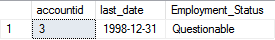 accountid last_date Employment_Status
1 3 1998-12-31 Questionable